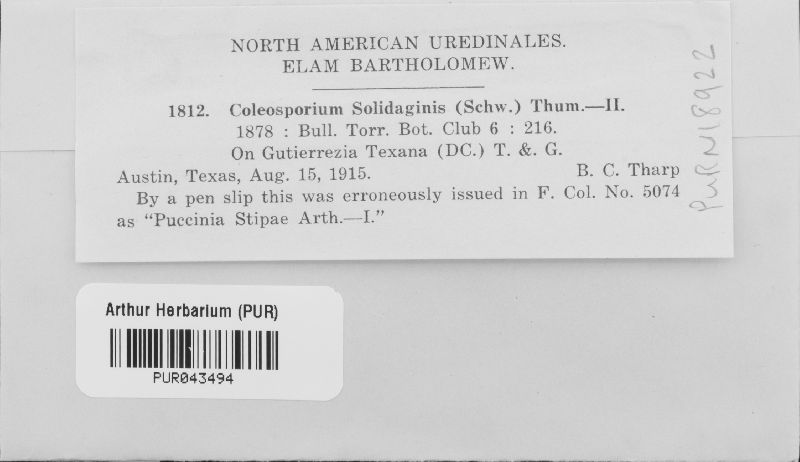 NORTH AMERICAN UREDINALES.
ELAM BARTHOLOMEW.
1812. Coleosporium Solidaginis (Schw.) Thum.—II.
1878 : Bull. Torr. Bot. Club 6 : 216.
On Gutierrezia Texana (DC.) T. &. G.
Austin, Texas, Aug. 15, 1915. B. C. Tharp
By a pen slip this was erroneously issued in F. Col. No. 5074
as “Puccinia Stipae Arth.—I.”
PURN18922
Arthur Herbarium (PUR)
PUR043494